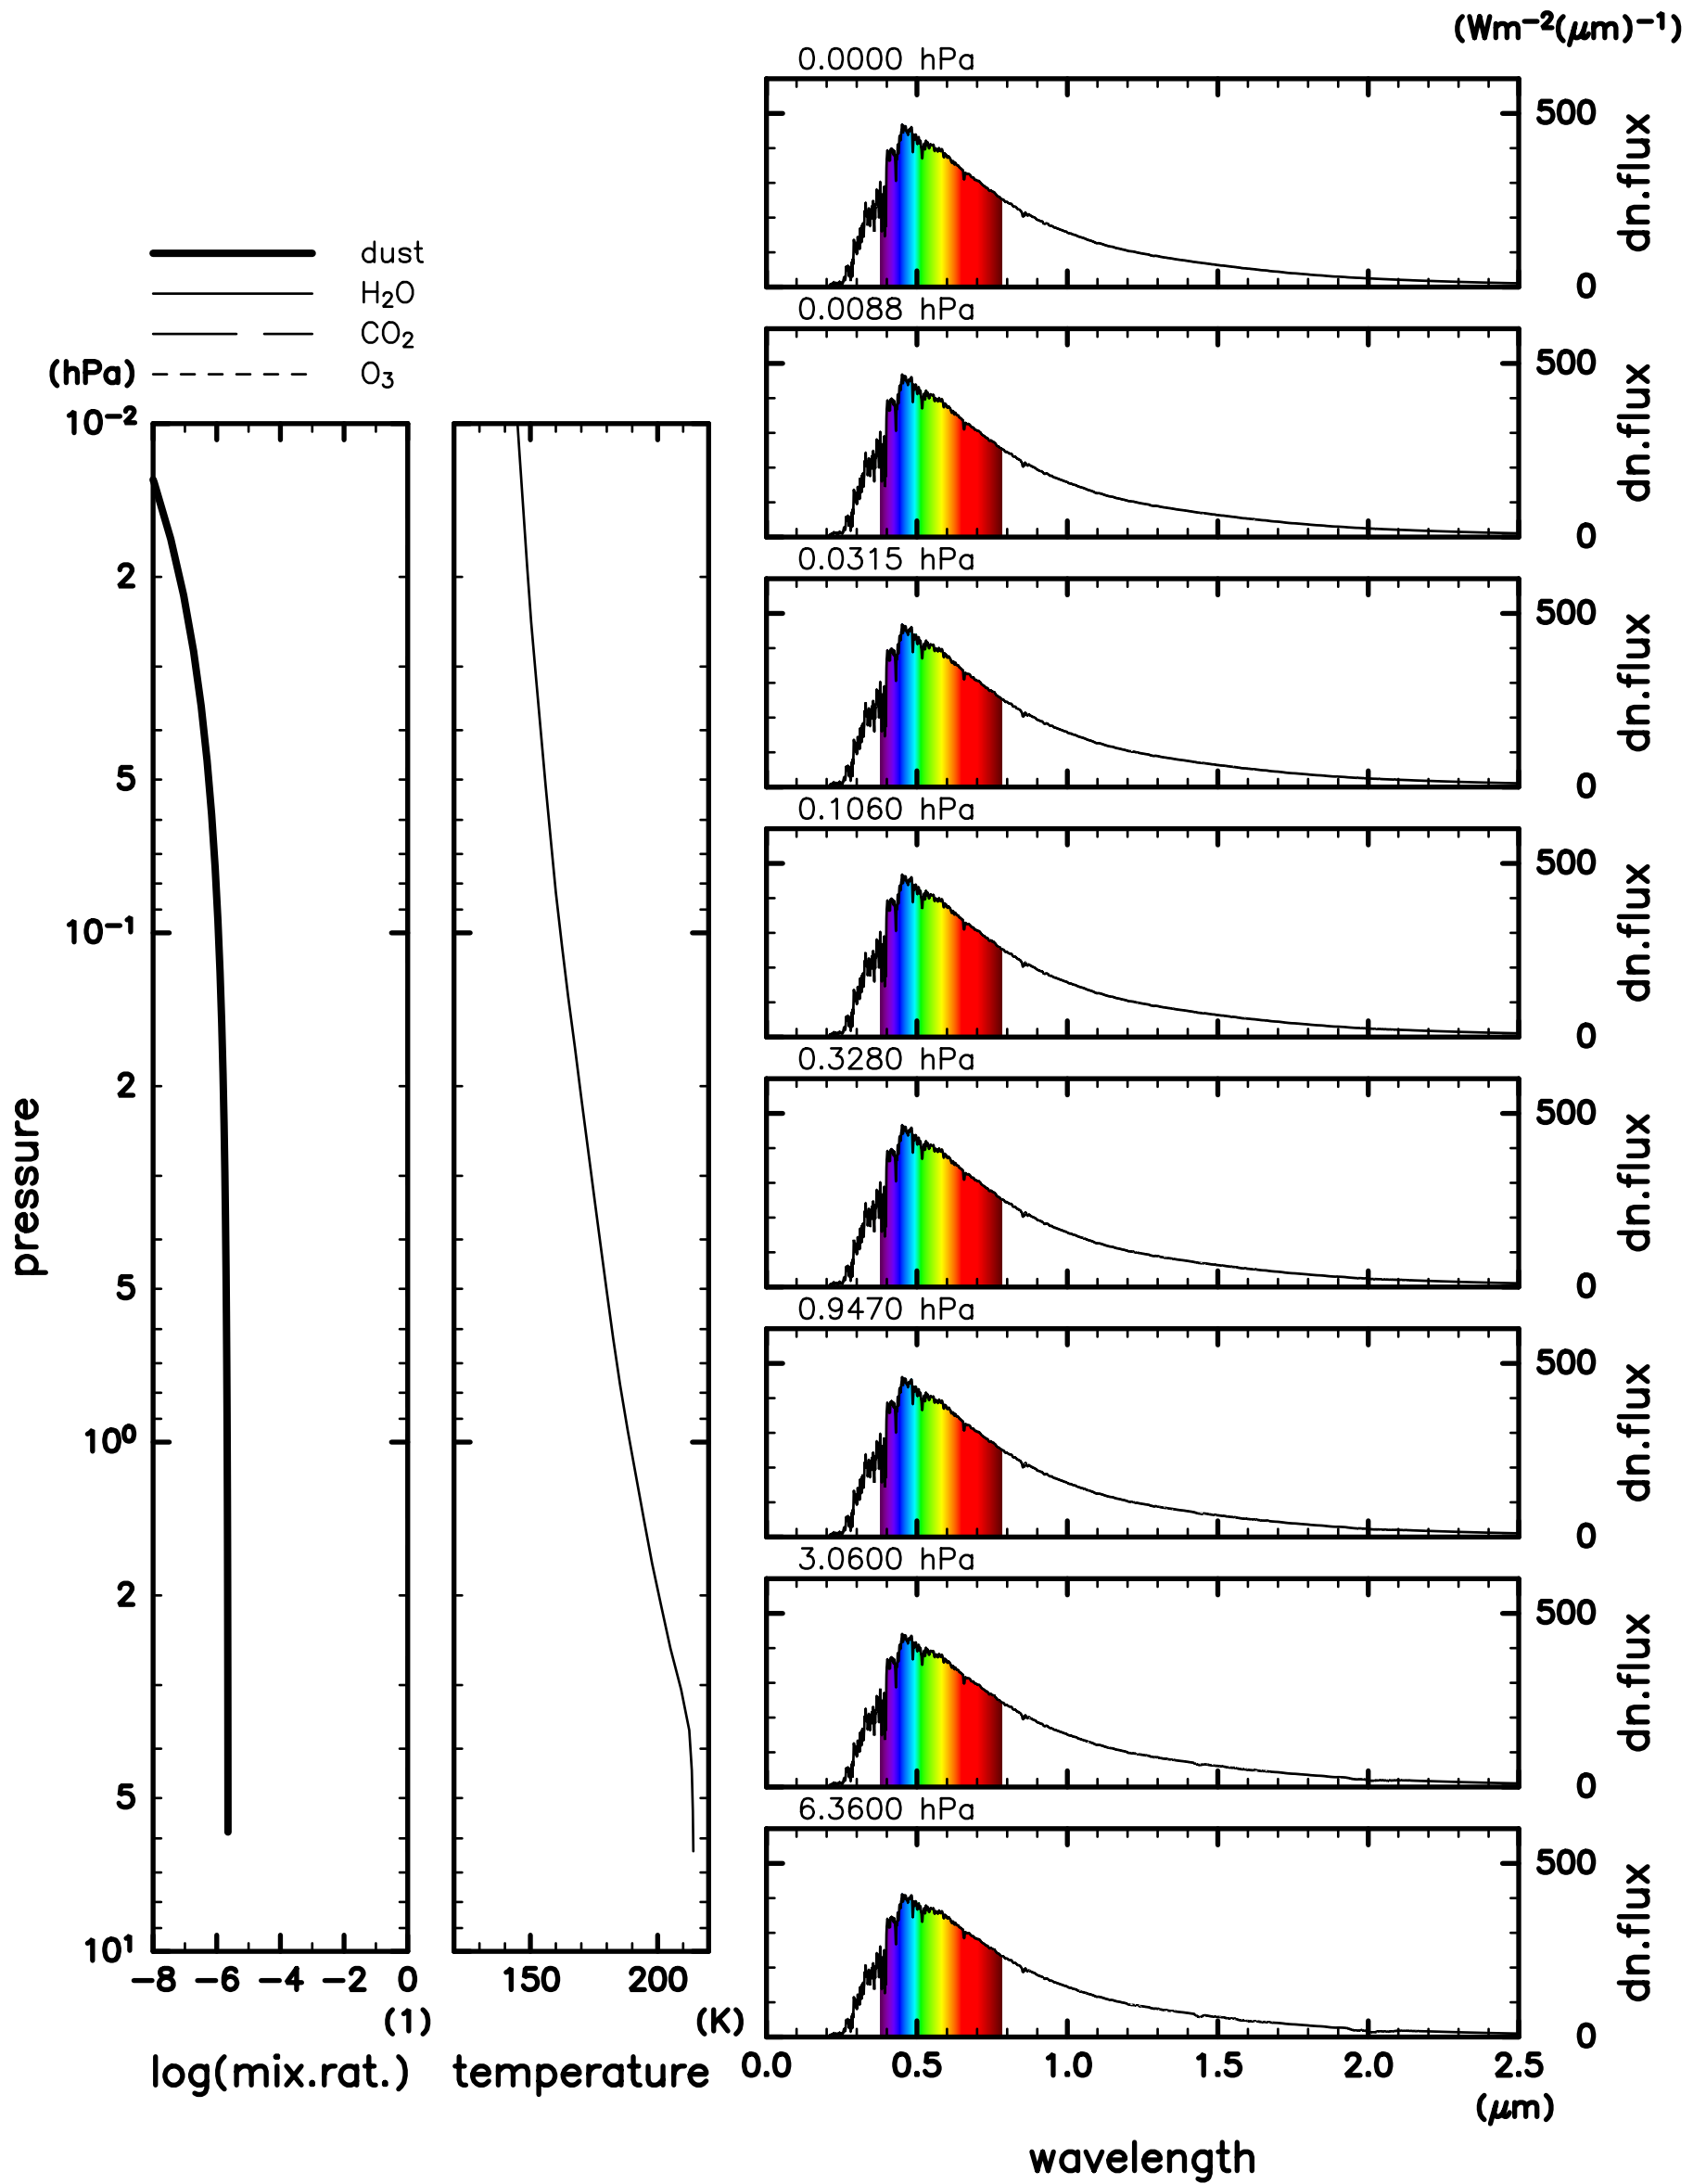 (Wm−2(μm)−1)
dust
H2O
CO2
O3
(hPa)
10−2
2
5
10−1
2
5
100
2
5
101
pressure
−8 −6 −4 −2 0
(1)
log(mix.rat.)
150 200
(K)
temperature
0.0000 hPa
500
0
dn.flux
0.0088 hPa
500
0
dn.flux
0.0315 hPa
500
0
dn.flux
0.1060 hPa
500
0
dn.flux
0.3280 hPa
500
0
dn.flux
0.9470 hPa
500
0
dn.flux
3.0600 hPa
500
0
dn.flux
6.3600 hPa
500
0
dn.flux
0.0 0.5 1.0 1.5 2.0 2.5
(μm)
wavelength